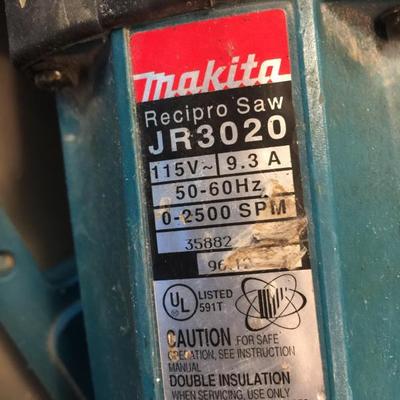 makita
Recipro Saw
JR3020
115V~ 9.3 A
50-60Hz
0-2500 SPM
35882
UL LISTED
591T
CAUTION FOR SAFE
OPERATION, SEE INSTRUCTION
MANUAL
DOUBLE INSULATION
WHEN SERVICING, USE ONLY